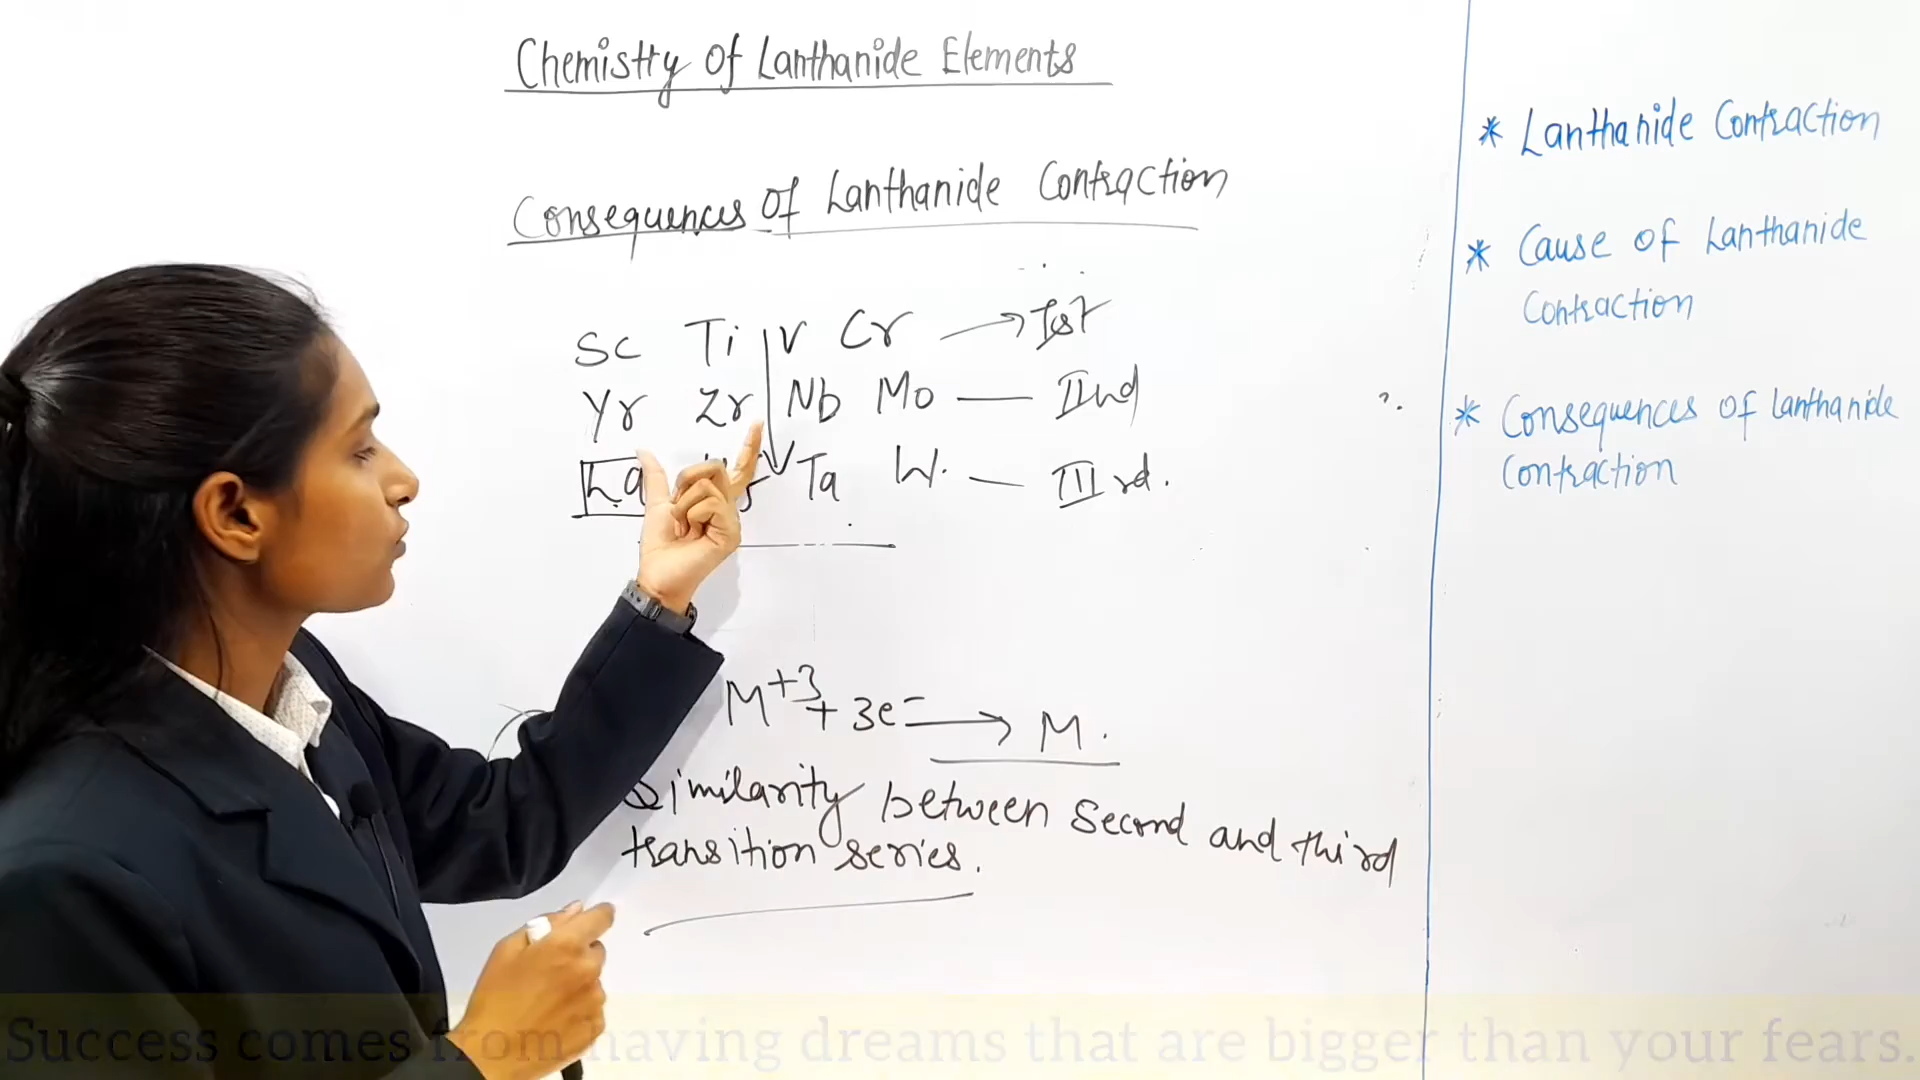 Chemistry Of Lanthanide Elements
Consequences Of Lanthanide Contraction
Sc Ti V Cr → Ist
Yr Zr Nb Mo — IInd
La Ta W. — IIIrd.
M+3 + 3e- → M.
Similarity between Second and third
transition series.
* Lanthanide Contraction
* Cause of Lanthanide
Contraction
* Consequences of Lanthanide
Contraction
Success comes from having dreams that are bigger than your fears.